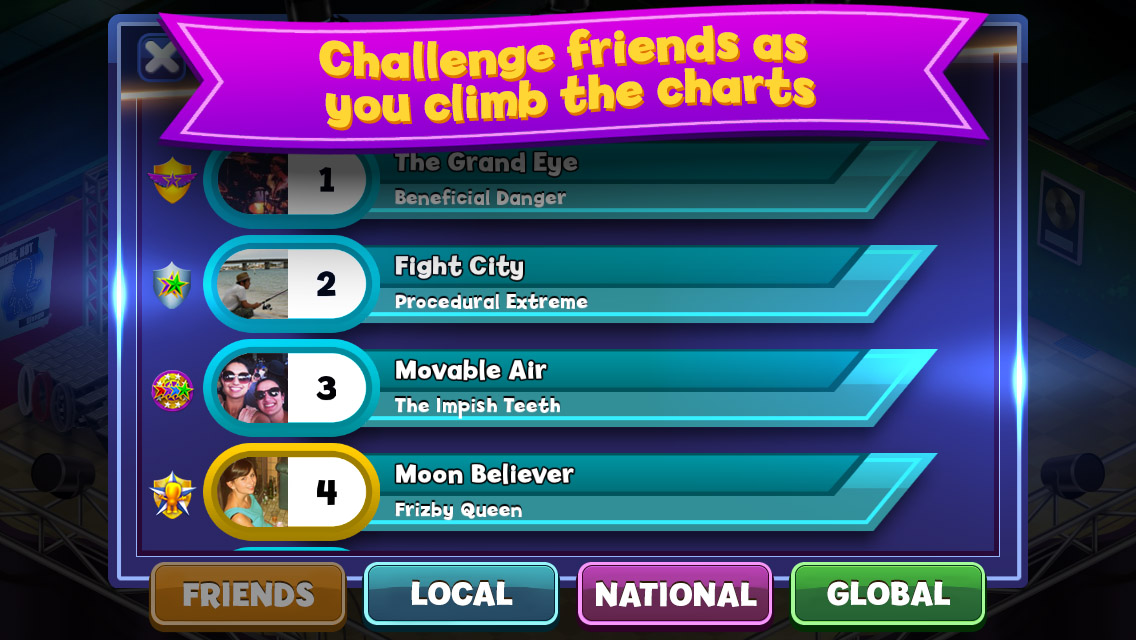 Challenge friends as
you climb the charts
1
The Grand Eye
Beneficial Danger
2
Fight City
Procedural Extreme
3
Movable Air
The Impish Teeth
4
Moon Believer
Frizby Queen
FRIENDS
LOCAL
NATIONAL
GLOBAL